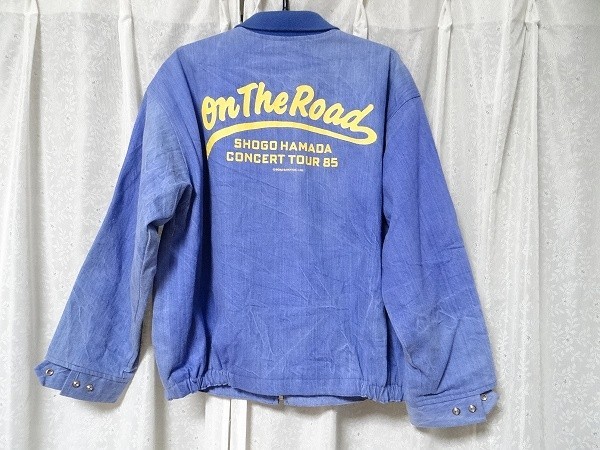 On The Road
SHOGO HAMADA
CONCERT TOUR 85